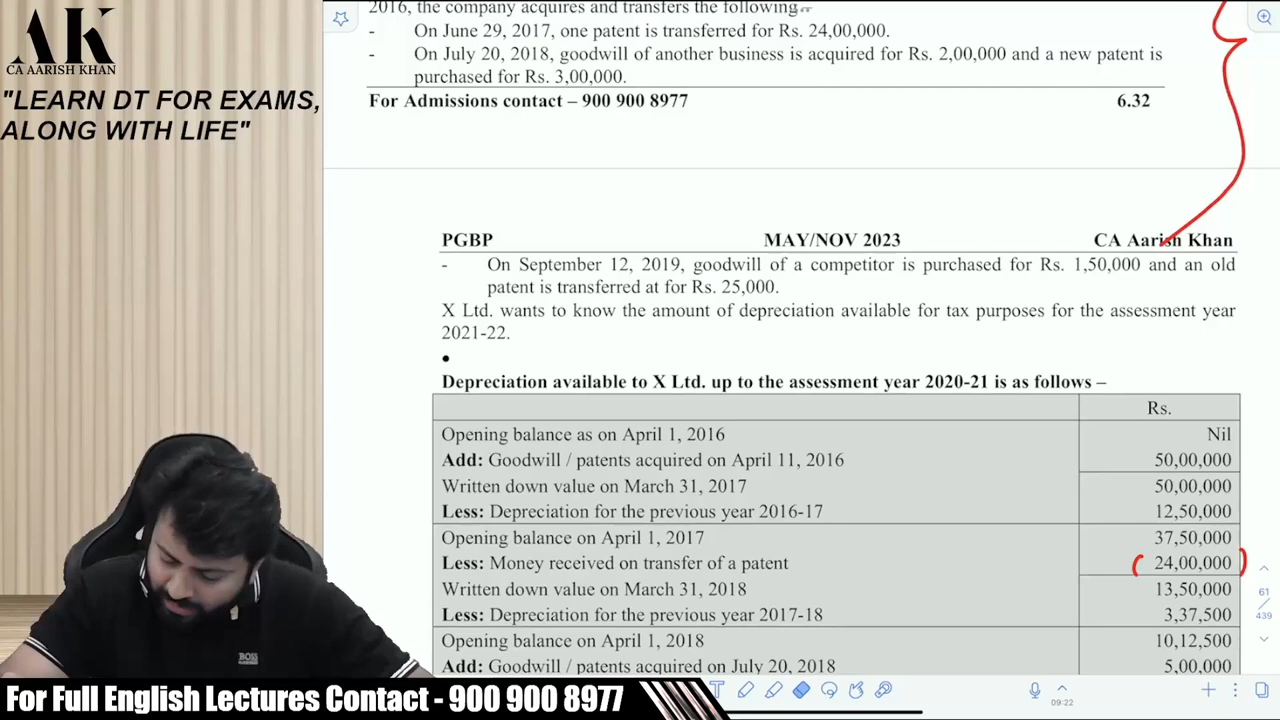 AK
CA AARISH KHAN
"LEARN DT FOR EXAMS,
ALONG WITH LIFE"
2016, the company acquires and transfers the following-
- On June 29, 2017, one patent is transferred for Rs. 24,00,000.
- On July 20, 2018, goodwill of another business is acquired for Rs. 2,00,000 and a new patent is
purchased for Rs. 3,00,000.
For Admissions contact – 900 900 8977 6.32
PGBP MAY/NOV 2023 CA Aarish Khan
- On September 12, 2019, goodwill of a competitor is purchased for Rs. 1,50,000 and an old
patent is transferred at for Rs. 25,000.
X Ltd. wants to know the amount of depreciation available for tax purposes for the assessment year
2021-22.
•
Depreciation available to X Ltd. up to the assessment year 2020-21 is as follows –
Rs.
Opening balance as on April 1, 2016 Nil
Add: Goodwill / patents acquired on April 11, 2016 50,00,000
Written down value on March 31, 2017 50,00,000
Less: Depreciation for the previous year 2016-17 12,50,000
Opening balance on April 1, 2017 37,50,000
Less: Money received on transfer of a patent (24,00,000)
Written down value on March 31, 2018 13,50,000
Less: Depreciation for the previous year 2017-18 3,37,500
Opening balance on April 1, 2018 10,12,500
Add: Goodwill / patents acquired on July 20, 2018 5,00,000
61
439
09:22
BOSS
For Full English Lectures Contact - 900 900 8977